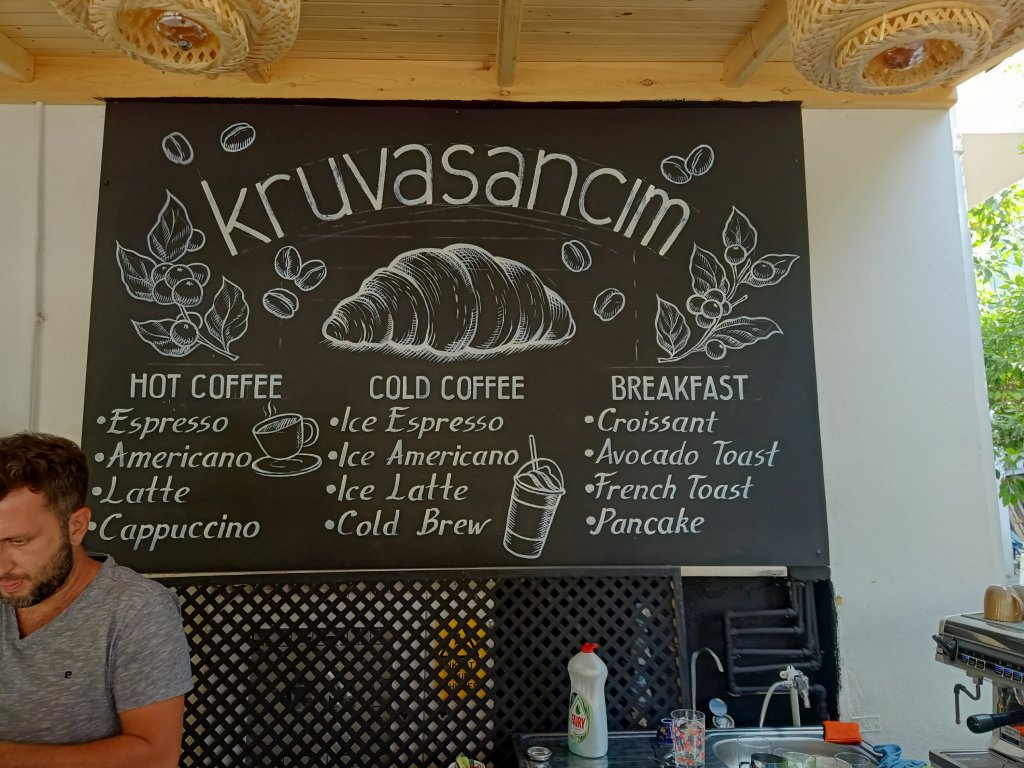 kruvasancım
HOT COFFEE
•Espresso
•Americano
•Latte
•Cappuccino
COLD COFFEE
•Ice Espresso
•Ice Americano
•Ice Latte
•Cold Brew
BREAKFAST
•Croissant
•Avocado Toast
•French Toast
•Pancake
FAIRY